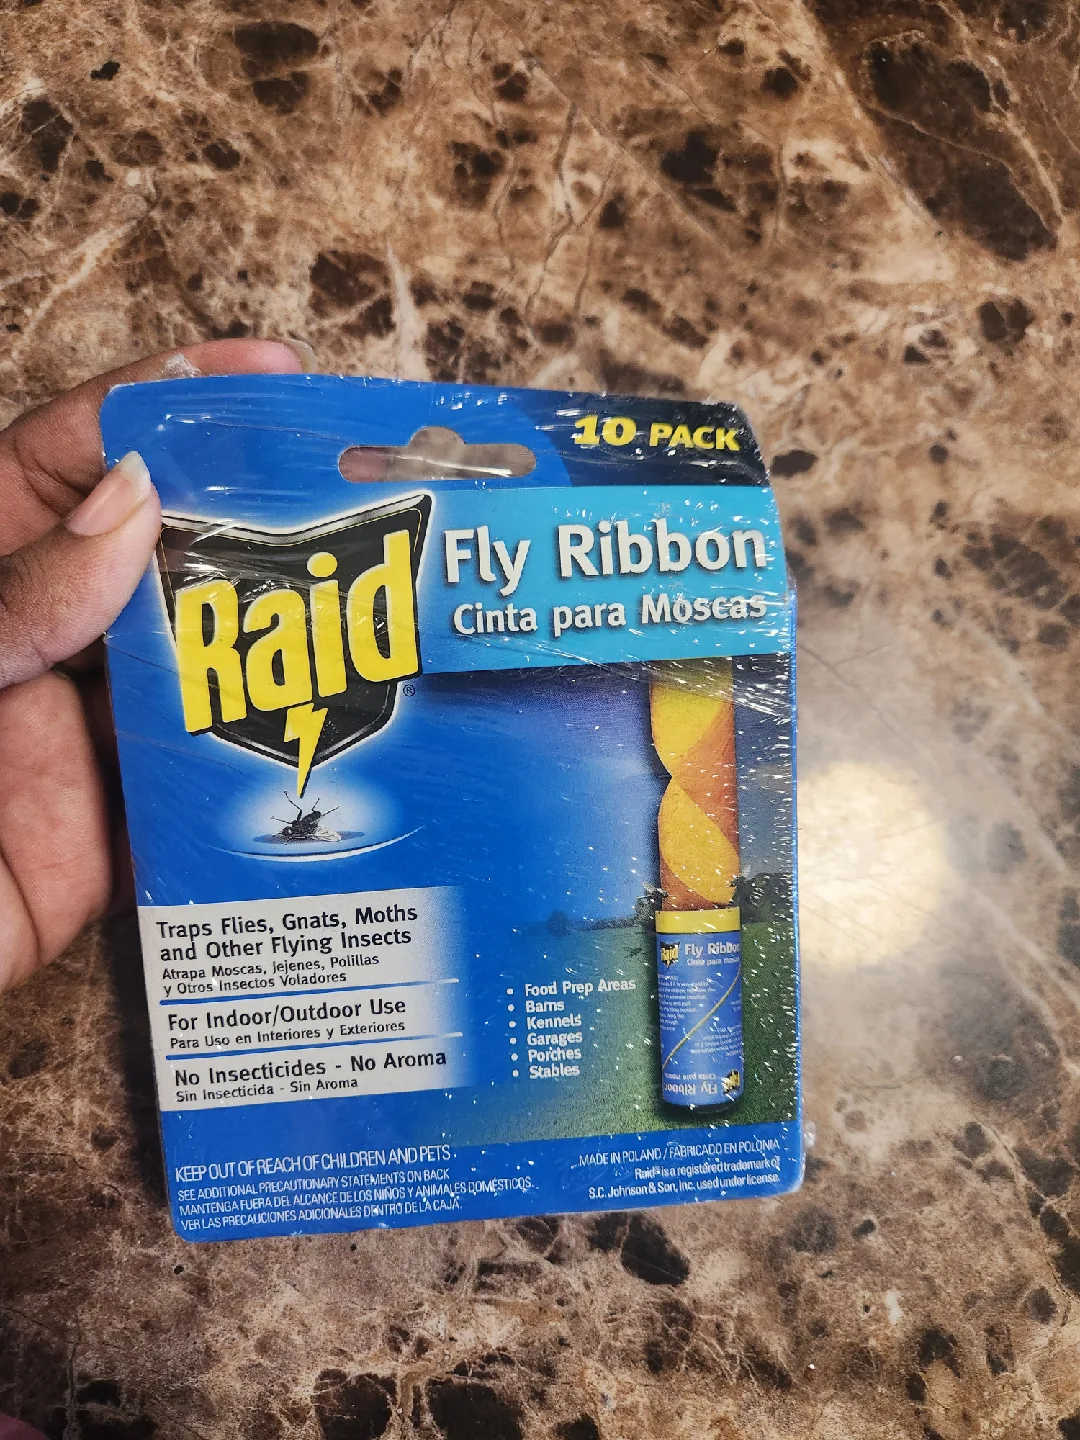 10 PACK
Raid®
Fly Ribbon
Cinta para Moscas
Traps Flies, Gnats, Moths
and Other Flying Insects
Atrapa Moscas, Jejenes, Polillas
y Otros Insectos Voladores
For Indoor/Outdoor Use
Para Uso en Interiores y Exteriores
No Insecticides - No Aroma
Sin Insecticida - Sin Aroma
• Food Prep Areas
• Barns
• Kennels
• Garages
• Porches
• Stables
Raid Fly Ribbon
Cinta para
Fly Ribbon
KEEP OUT OF REACH OF CHILDREN AND PETS.
SEE ADDITIONAL PRECAUTIONARY STATEMENTS ON BACK
MANTENGA FUERA DEL ALCANCE DE LOS NIÑOS Y ANIMALES DOMÉSTICOS.
VER LAS PRECAUCIONES ADICIONALES DENTRO DE LA CAJA.
MADE IN POLAND / FABRICADO EN POLONIA
Raid® is a registered trademark of
S.C. Johnson & Son, Inc. used under license.